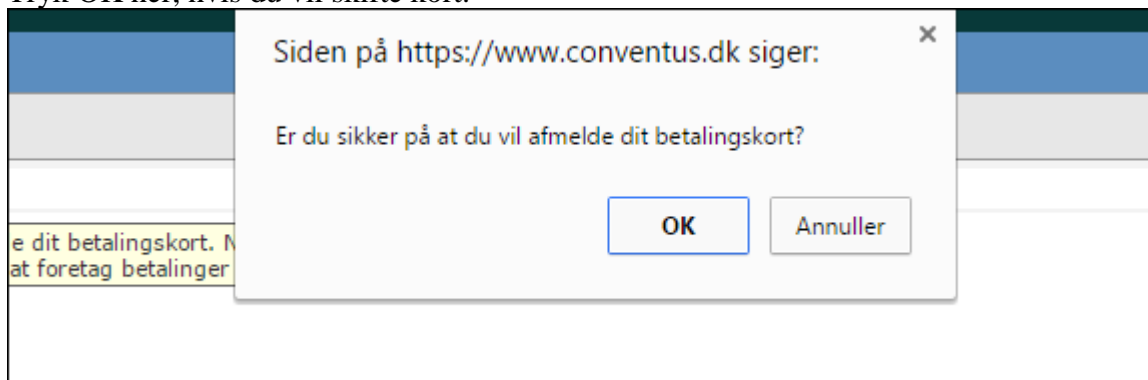 Tryk OK her, hvis du vil skifte kort.
Siden på https://www.conventus.dk siger:
Er du sikker på at du vil afmelde dit betalingskort?
OK
Annuller
e dit betalingskort. N
at foretag betalinger